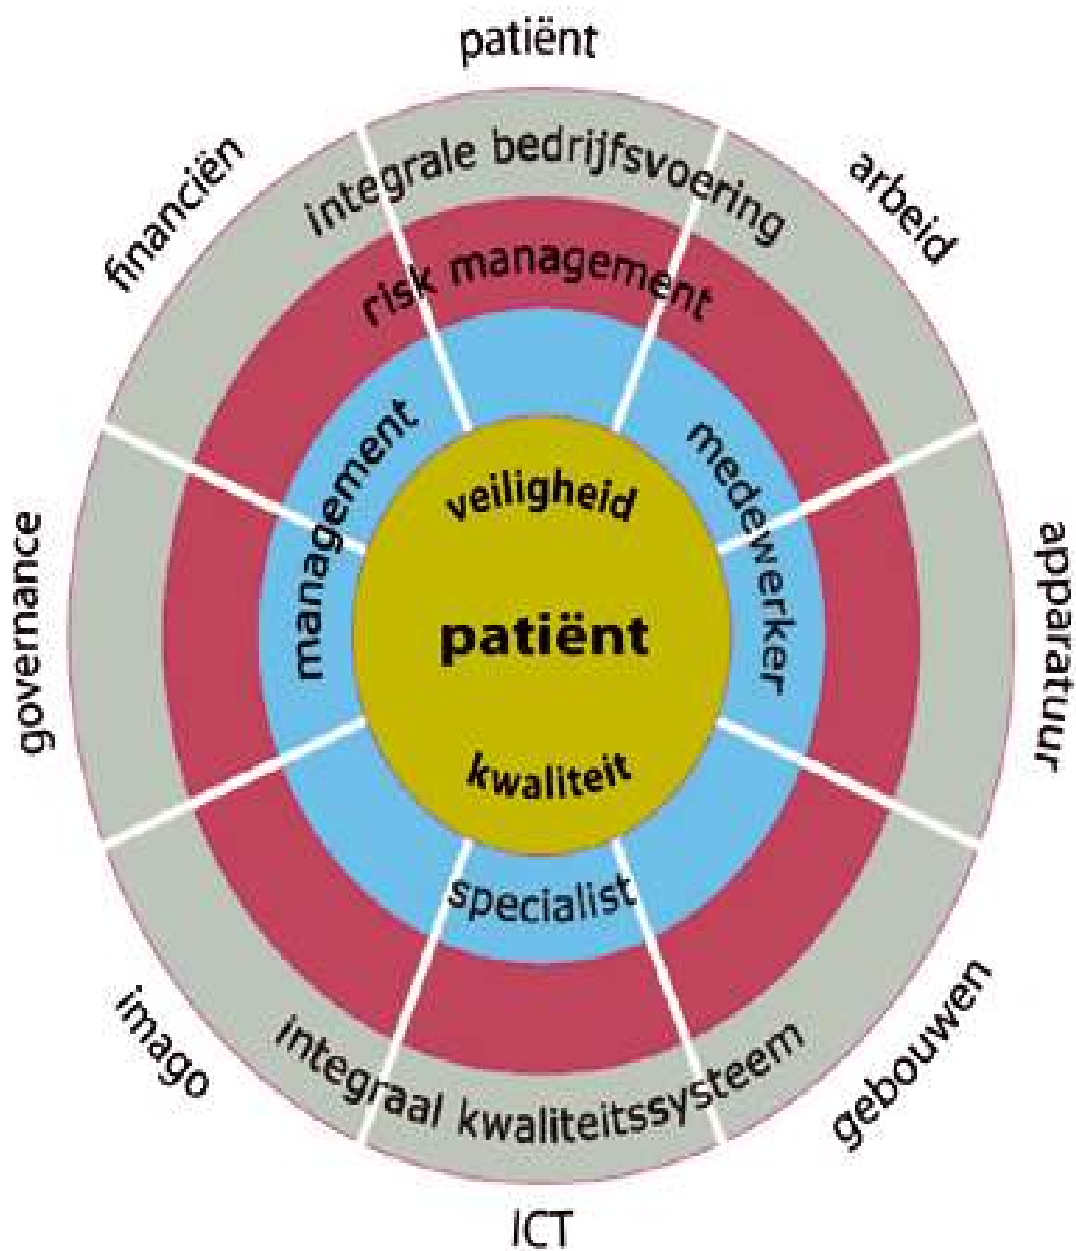 patiënt
financiën
arbeid
integrale bedrijfsvoering
risk management
management
medewerker
veiligheid
governance
patiënt
apparatuur
kwaliteit
specialist
imago
gebouwen
integraal kwaliteitssysteem
ICT